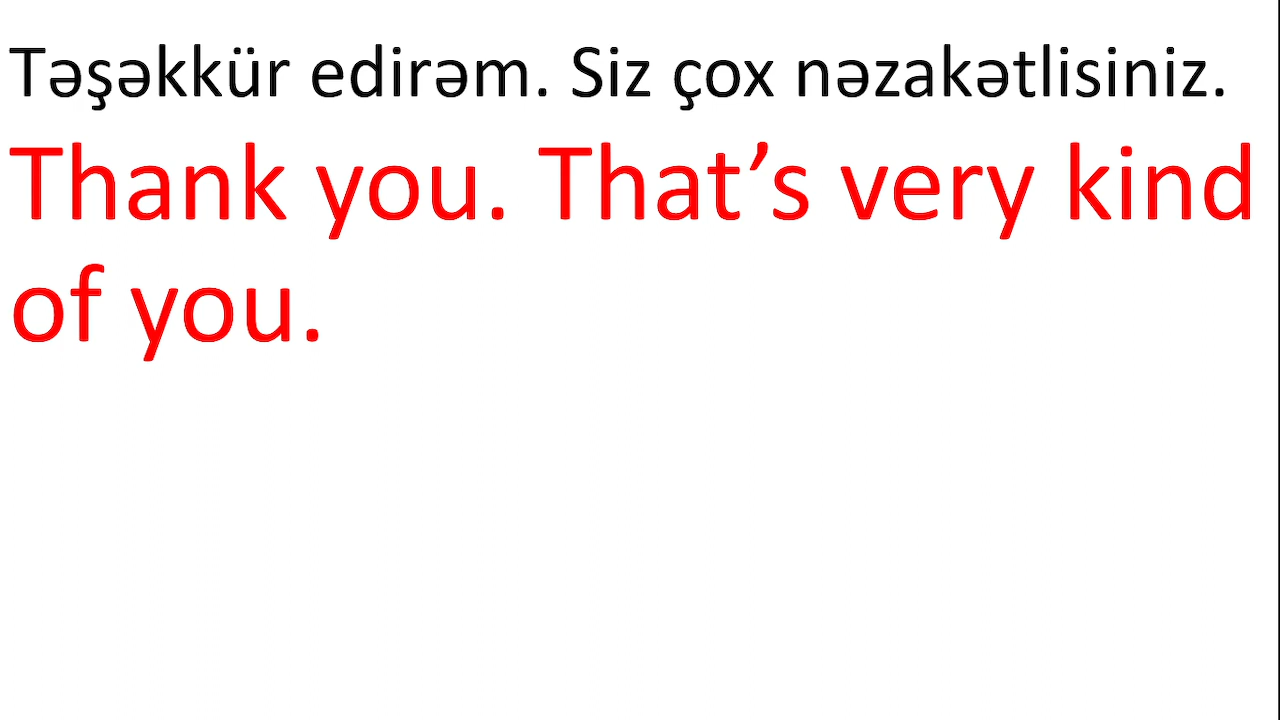 Təşəkkür edirəm. Siz çox nəzakətlisiniz.
Thank you. That’s very kind
of you.